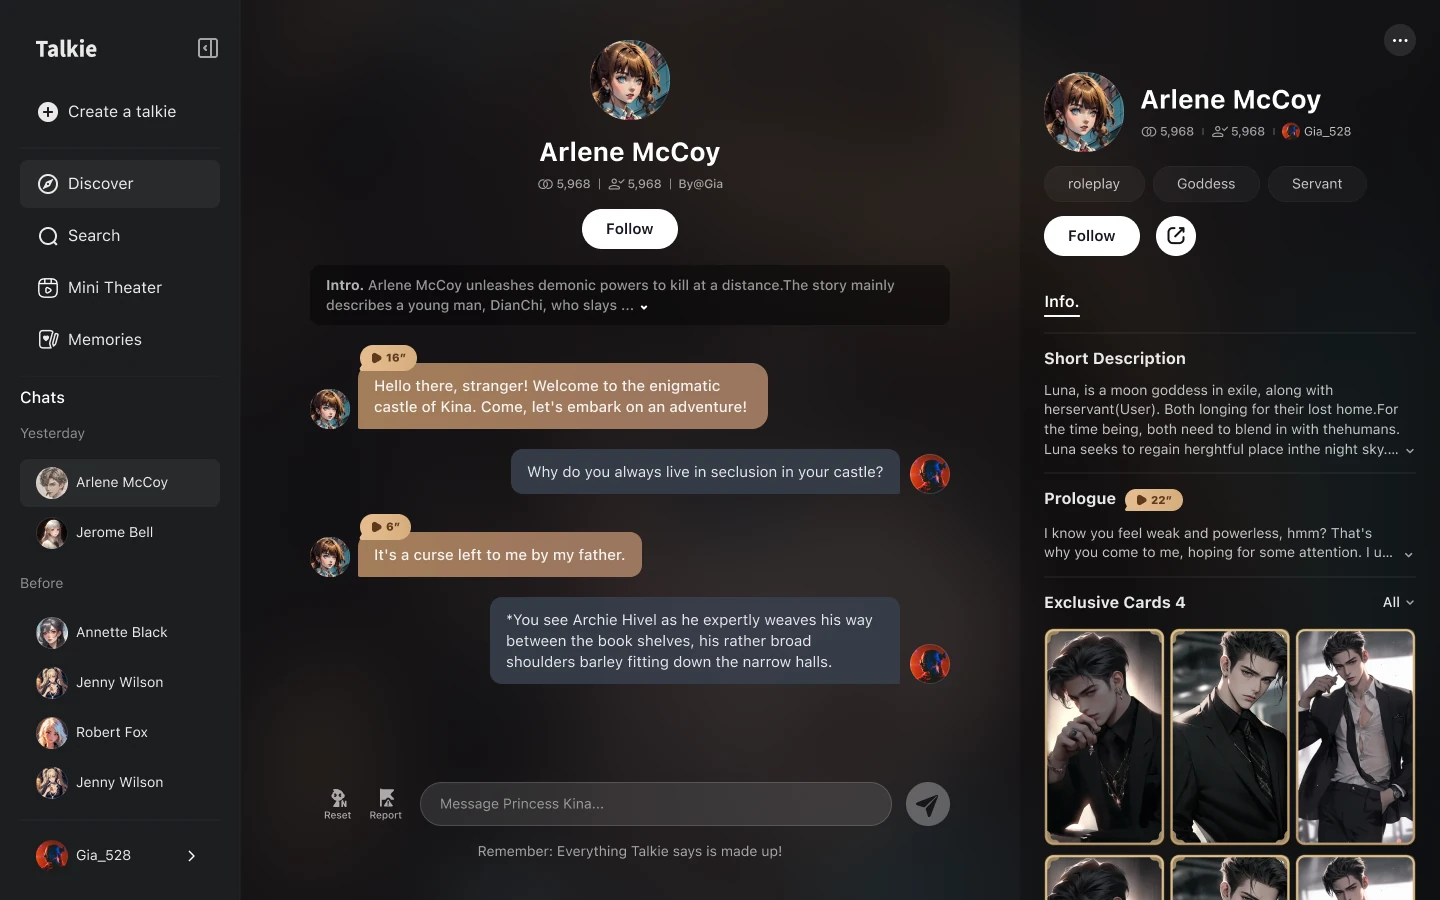 Talkie
Create a talkie
Discover
Search
Mini Theater
Memories
Chats
Yesterday
Arlene McCoy
Jerome Bell
Before
Annette Black
Jenny Wilson
Robert Fox
Jenny Wilson
Gia_528
Arlene McCoy
5,968 | 5,968 | By@Gia
Follow
Intro. Arlene McCoy unleashes demonic powers to kill at a distance.The story mainly
describes a young man, DianChi, who slays ...
16″
Hello there, stranger! Welcome to the enigmatic
castle of Kina. Come, let's embark on an adventure!
Why do you always live in seclusion in your castle?
6″
It's a curse left to me by my father.
*You see Archie Hivel as he expertly weaves his way
between the book shelves, his rather broad
shoulders barley fitting down the narrow halls.
Reset
Report
Message Princess Kina...
Remember: Everything Talkie says is made up!
Arlene McCoy
5,968 | 5,968 | Gia_528
roleplay
Goddess
Servant
Follow
Info.
Short Description
Luna, is a moon goddess in exile, along with
herservant(User). Both longing for their lost home.For
the time being, both need to blend in with thehumans.
Luna seeks to regain herghtful place inthe night sky....
Prologue
22″
I know you feel weak and powerless, hmm? That's
why you come to me, hoping for some attention. I u...
Exclusive Cards 4
All